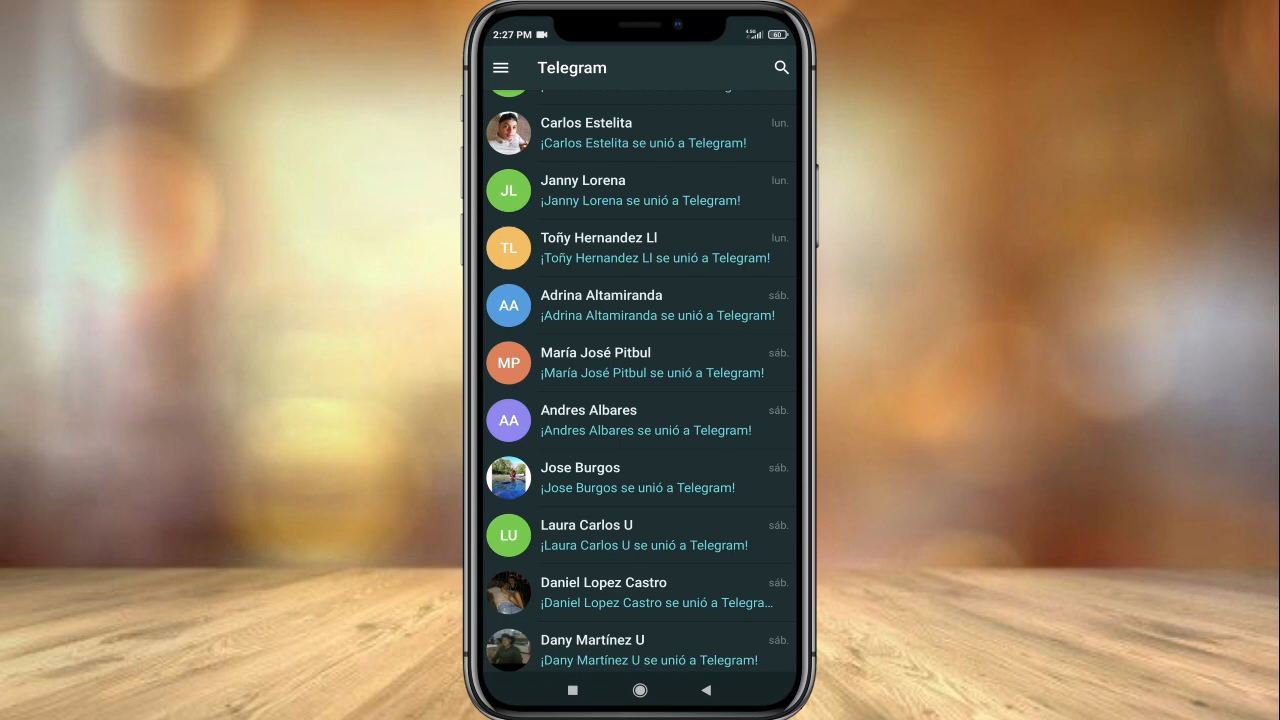 2:27 PM
4.5G
60
Telegram
Carlos Estelita
lun.
¡Carlos Estelita se unió a Telegram!
JL
Janny Lorena
lun.
¡Janny Lorena se unió a Telegram!
TL
Toñy Hernandez Ll
lun.
¡Toñy Hernandez Ll se unió a Telegram!
AA
Adrina Altamiranda
sáb.
¡Adrina Altamiranda se unió a Telegram!
MP
María José Pitbul
sáb.
¡María José Pitbul se unió a Telegram!
AA
Andres Albares
sáb.
¡Andres Albares se unió a Telegram!
Jose Burgos
sáb.
¡Jose Burgos se unió a Telegram!
LU
Laura Carlos U
sáb.
¡Laura Carlos U se unió a Telegram!
Daniel Lopez Castro
sáb.
¡Daniel Lopez Castro se unió a Telegra...
Dany Martínez U
sáb.
¡Dany Martínez U se unió a Telegram!